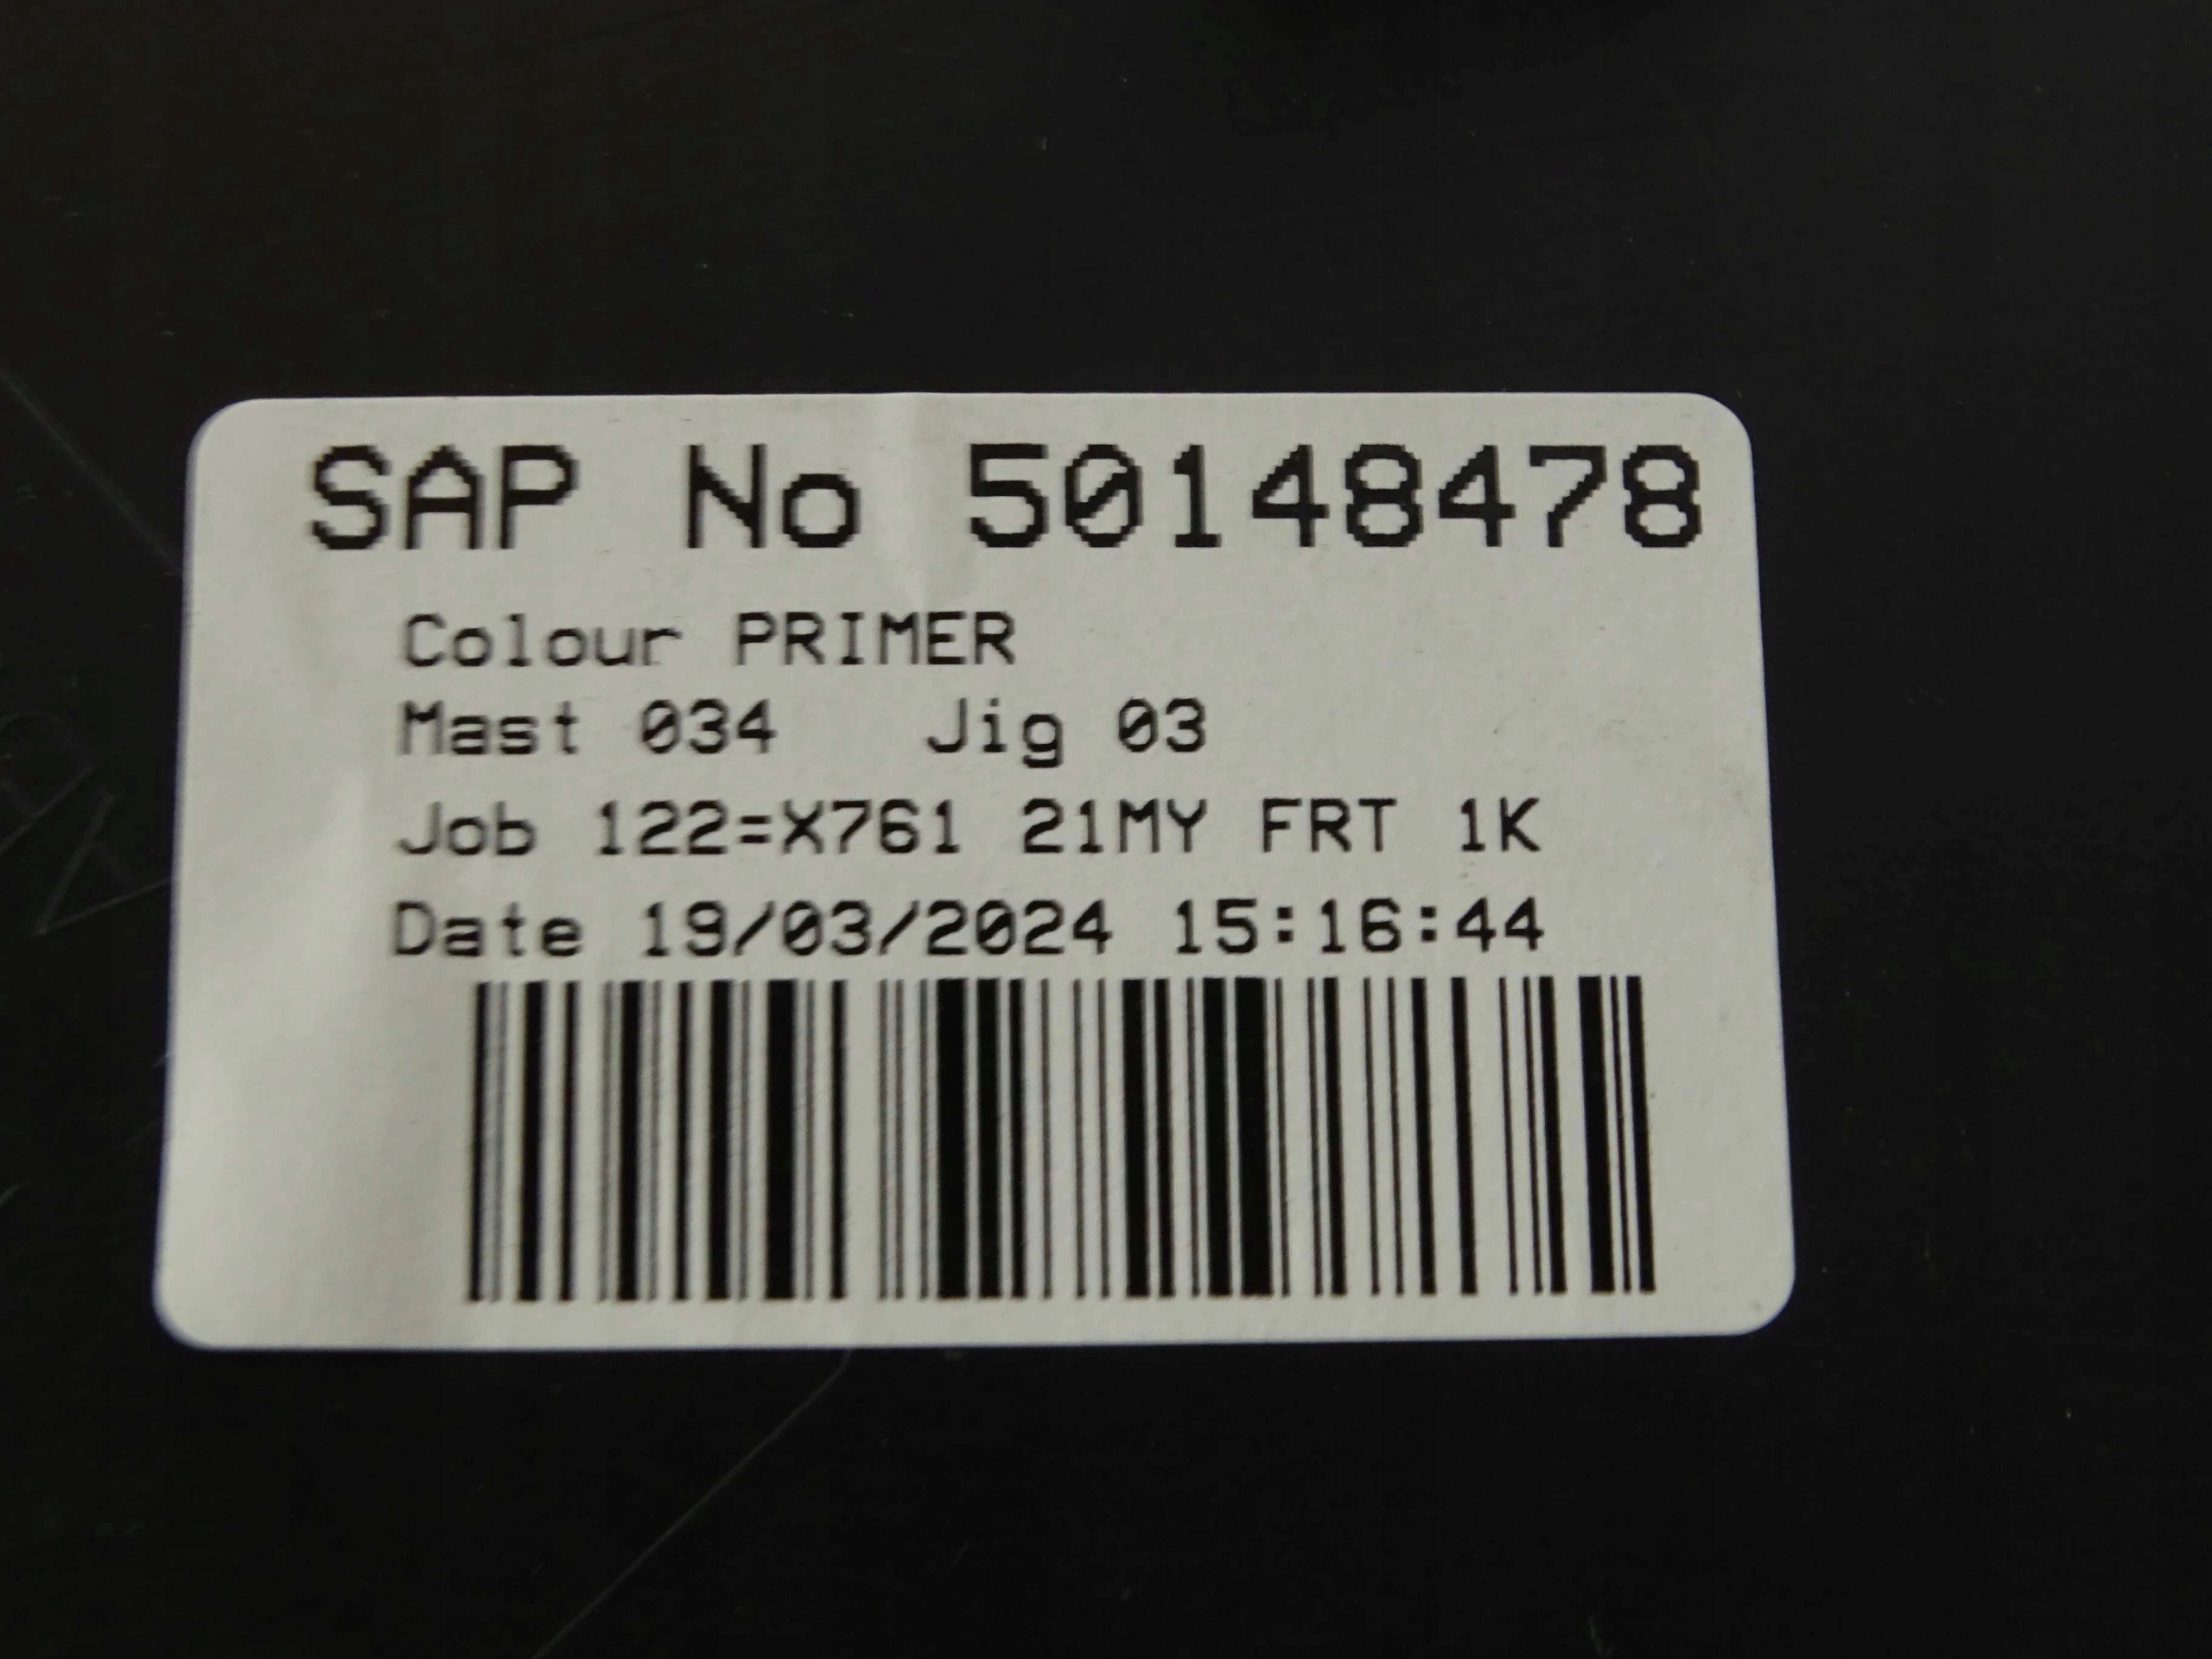 SAP No 50148478
Colour PRIMER
Mast 034 Jig 03
Job 122=X761 21MY FRT 1K
Date 19/03/2024 15:16:44